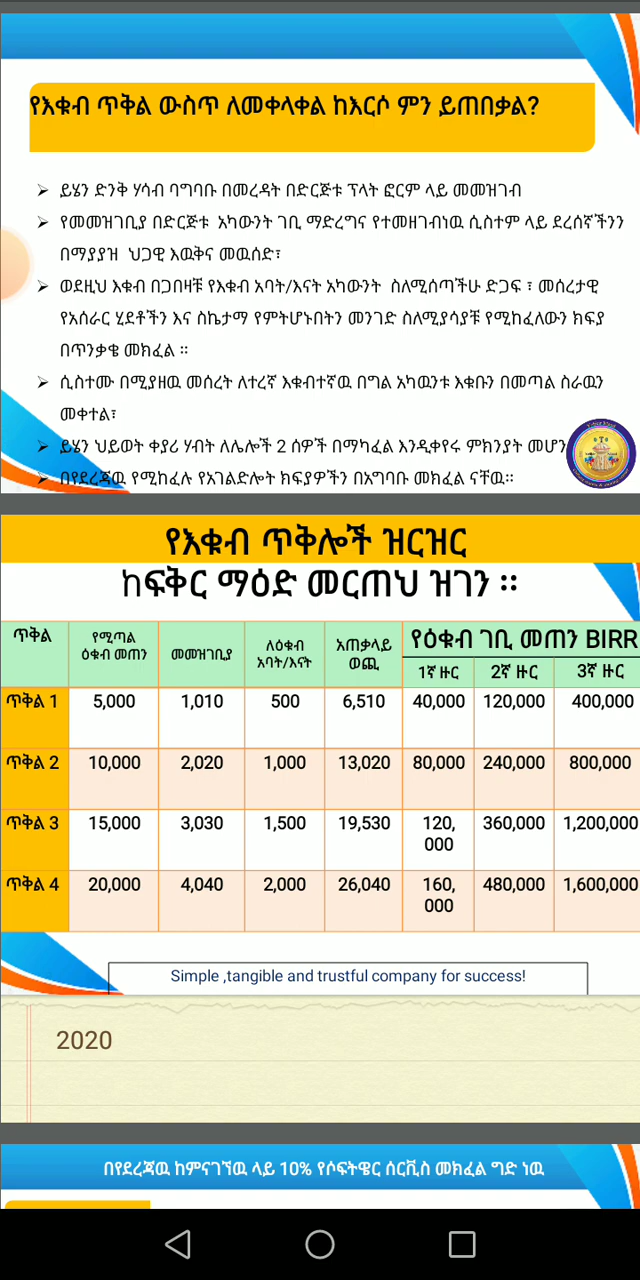 የእቁብ ጥቅል ውስጥ ለመቀላቀል ከእርሶ ምን ይጠበቃል?
➢ ይሄን ድንቅ ሃሳብ ባግባቡ በመረዳት በድርጅቱ ፕላት ፎርም ላይ መመዝገብ
➢ የመመዝገቢያ በድርጅቱ አካውንት ገቢ ማድረግና የተመዘገብነዉ ሲስተም ላይ ደረሰኛችንን
በማያያዝ ህጋዊ እዉቅና መዉሰድ፣
➢ ወደዚህ እቁብ በጋበዛቹ የእቁብ አባት/እናት አካውንት ስለሚሰጣችሁ ድጋፍ ፣ መሰረታዊ
የአሰራር ሂደቶችን እና ስኬታማ የምትሆኑበትን መንገድ ስለሚያሳያቹ የሚከፈለውን ክፍያ
በጥንቃቄ መክፈል ።
➢ ሲስተሙ በሚያዘዉ መሰረት ለተረኛ እቁብተኛዉ በግል አካዉንቱ እቁቡን በመጣል ስራዉን
መቀተል፣
➢ ይሄን ህይወት ቀያሪ ሃብት ለሌሎች 2 ሰዎች በማካፈል እንዲቀየሩ ምክንያት መሆን
➢ በየደረጃዉ የሚከፈሉ የአገልድሎት ክፍያዎችን በአግባቡ መክፈል ናቸዉ።
የእቁብ ጥቅሎች ዝርዝር
ከፍቅር ማዕድ መርጠህ ዝገን ።
ጥቅል የሚጣል ዕቁብ መጠን መመዝገቢያ ለዕቁብ አባት/እናት አጠቃላይ ወጪ የዕቁብ ገቢ መጠን BIRR
1ኛ ዙር 2ኛ ዙር 3ኛ ዙር
ጥቅል 1 5,000 1,010 500 6,510 40,000 120,000 400,000
ጥቅል 2 10,000 2,020 1,000 13,020 80,000 240,000 800,000
ጥቅል 3 15,000 3,030 1,500 19,530 120,000 360,000 1,200,000
ጥቅል 4 20,000 4,040 2,000 26,040 160,000 480,000 1,600,000
Simple ,tangible and trustful company for success!
2020
በየደረጃዉ ከምናገኘዉ ላይ 10% የሶፍትዌር ሰርቪስ መክፈል ግድ ነዉ